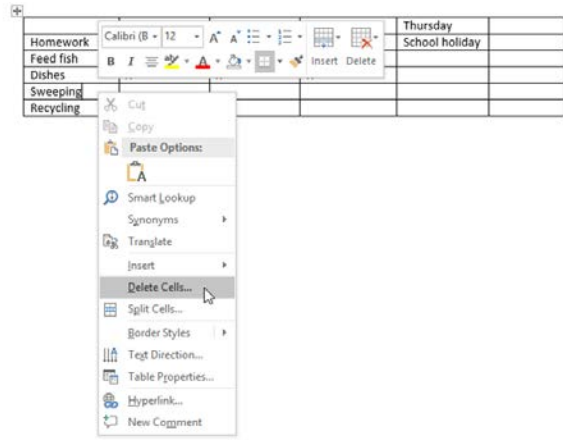 Thursday
Homework
School holiday
Feed fish
Dishes
Sweeping
Recycling
Calibri (B
12
A
A
B
I
A
Insert
Delete
Cut
Copy
Paste Options:
A
Smart Lookup
Synonyms
Translate
Insert
Delete Cells...
Split Cells...
Border Styles
Text Direction...
Table Properties...
Hyperlink...
New Comment